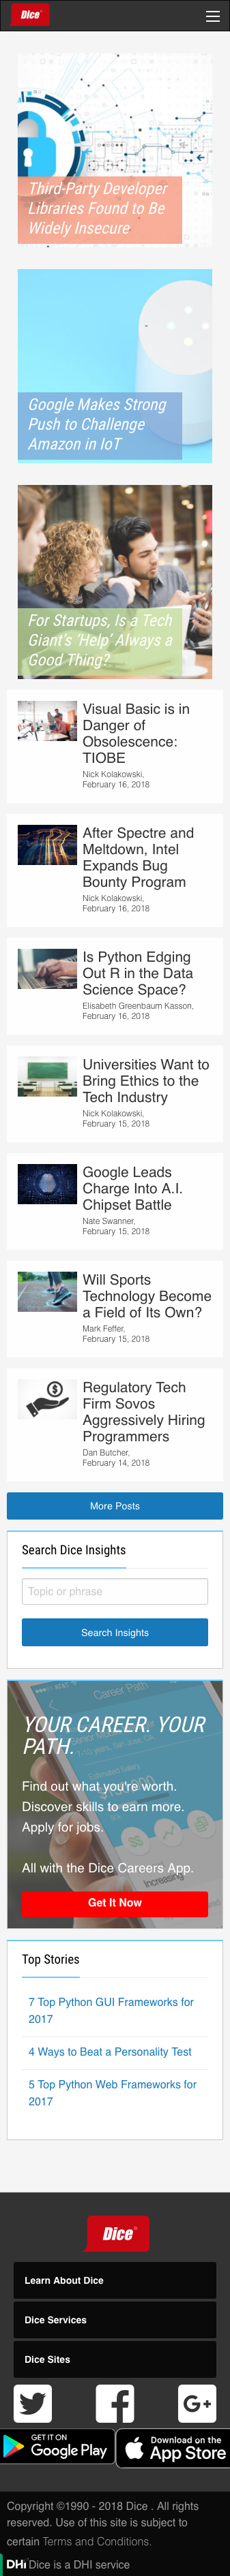 Dice
Third-Party Developer
Libraries Found to Be
Widely Insecure
Google Makes Strong
Push to Challenge
Amazon in IoT
For Startups, Is a Tech
Giant's 'Help' Always a
Good Thing?
Visual Basic is in
Danger of
Obsolescence:
TIOBE
Nick Kolakowski,
February 16, 2018
After Spectre and
Meltdown, Intel
Expands Bug
Bounty Program
Nick Kolakowski,
February 16, 2018
Is Python Edging
Out R in the Data
Science Space?
Elisabeth Greenbaum Kasson,
February 16, 2018
Universities Want to
Bring Ethics to the
Tech Industry
Nick Kolakowski,
February 15, 2018
Google Leads
Charge Into A.I.
Chipset Battle
Nate Swanner,
February 15, 2018
Will Sports
Technology Become
a Field of Its Own?
Mark Feffer,
February 15, 2018
Regulatory Tech
Firm Sovos
Aggressively Hiring
Programmers
Dan Butcher,
February 14, 2018
More Posts
Search Dice Insights
Topic or phrase
Search Insights
Career Path
YOUR CAREER. YOUR
PATH.
Find out what you're worth.
Discover skills to earn more.
Apply for jobs.
All with the Dice Careers App.
Get It Now
Top Stories
7 Top Python GUI Frameworks for
2017
4 Ways to Beat a Personality Test
5 Top Python Web Frameworks for
2017
Dice
Learn About Dice
Dice Services
Dice Sites
GET IT ON
Google Play
Download on the
App Store
Copyright ©1990 - 2018 Dice . All rights
reserved. Use of this site is subject to
certain Terms and Conditions.
DHI Dice is a DHI service